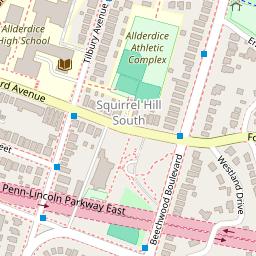 Allderdice
High School
Tilbury Avenue
Allderdice
Athletic
Complex
Squirrel Hill
South
Avenue
Penn-Lincoln Parkway East
Beechwood Boulevard
Westland Drive